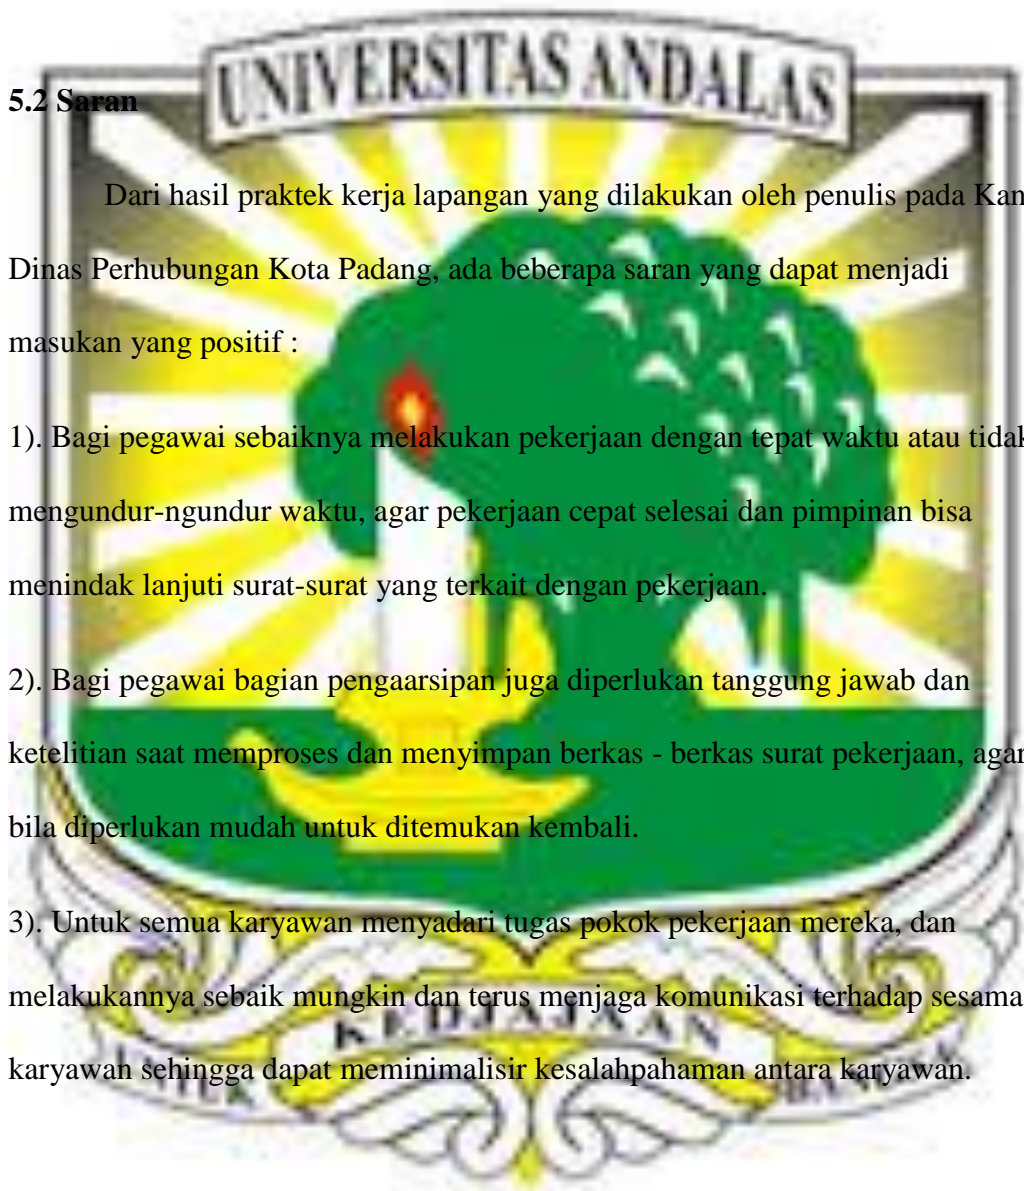 UNIVERSITAS ANDALAS
5.2 Saran
Dari hasil praktek kerja lapangan yang dilakukan oleh penulis pada Kan
Dinas Perhubungan Kota Padang, ada beberapa saran yang dapat menjadi
masukan yang positif :
1). Bagi pegawai sebaiknya melakukan pekerjaan dengan tepat waktu atau tidak
mengundur-ngundur waktu, agar pekerjaan cepat selesai dan pimpinan bisa
menindak lanjuti surat-surat yang terkait dengan pekerjaan.
2). Bagi pegawai bagian pengaarsipan juga diperlukan tanggung jawab dan
ketelitian saat memproses dan menyimpan berkas - berkas surat pekerjaan, agar
bila diperlukan mudah untuk ditemukan kembali.
3). Untuk semua karyawan menyadari tugas pokok pekerjaan mereka, dan
melakukannya sebaik mungkin dan terus menjaga komunikasi terhadap sesama
KEDJAJAAN
karyawan sehingga dapat meminimalisir kesalahpahaman antara karyawan.
UNTUK